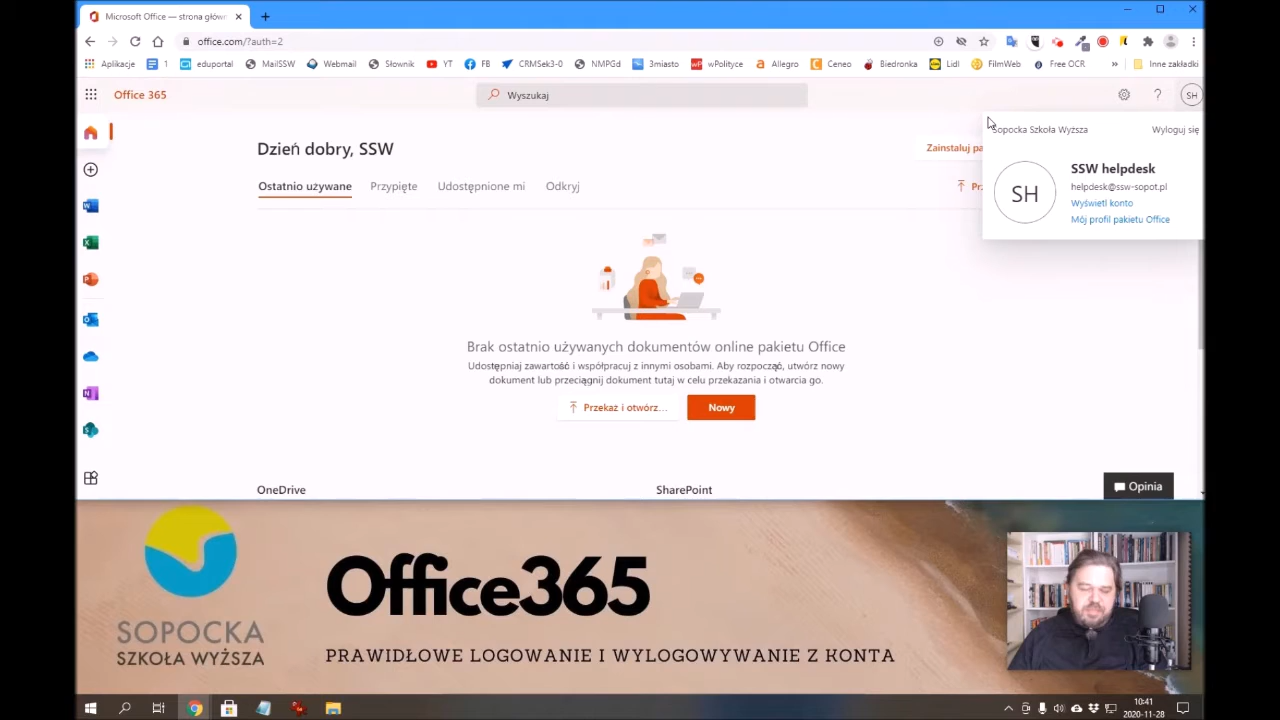 Microsoft Office — strona główn
office.com/?auth=2
Aplikacje 1 eduportal MailSSW Webmail Słownik YT FB CRMSek3-0 NMPGd 3miasto wPolityce Allegro Ceneo Biedronka Lidl FilmWeb Free OCR » Inne zakładki
Office 365
Wyszukaj
SH
Sopocka Szkoła Wyższa
Wyloguj się
Dzień dobry, SSW
Zainstaluj pa
SH
SSW helpdesk
helpdesk@ssw-sopot.pl
Wyświetl konto
Mój profil pakietu Office
Ostatnio używane Przypięte Udostępnione mi Odkryj
Prz
Brak ostatnio używanych dokumentów online pakietu Office
Udostępniaj zawartość i współpracuj z innymi osobami. Aby rozpocząć, utwórz nowy
dokument lub przeciągnij dokument tutaj w celu przekazania i otwarcia go.
Przekaż i otwórz...
Nowy
OneDrive
SharePoint
Opinia
Office365
SOPOCKA
SZKOŁA WYŻSZA
PRAWIDŁOWE LOGOWANIE I WYLOGOWYWANIE Z KONTA
10:41
2020-11-28